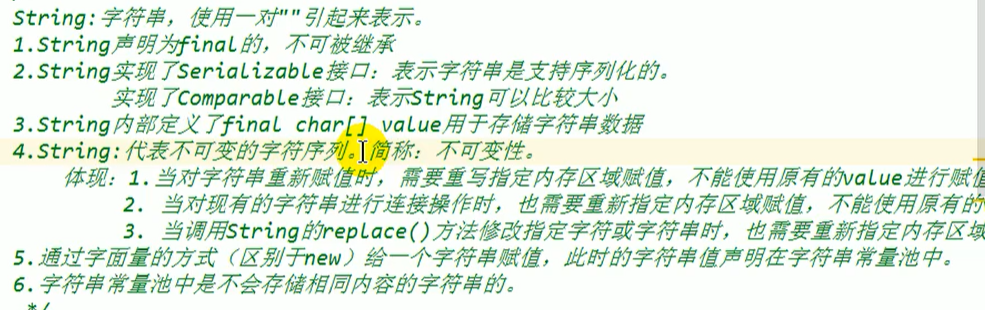 String:字符串，使用一对""引起来表示。
1.String声明为final的，不可被继承
2.String实现了Serializable接口：表示字符串是支持序列化的。
实现了Comparable接口：表示String可以比较大小
3.String内部定义了final char[] value用于存储字符串数据
4.String:代表不可变的字符序列。简称：不可变性。
体现：1.当对字符串重新赋值时，需要重写指定内存区域赋值，不能使用原有的value进行赋值
2. 当对现有的字符串进行连接操作时，也需要重新指定内存区域赋值，不能使用原有的
3. 当调用String的replace()方法修改指定字符或字符串时，也需要重新指定内存区域
5.通过字面量的方式（区别于new）给一个字符串赋值，此时的字符串值声明在字符串常量池中。
6.字符串常量池中是不会存储相同内容的字符串的。
*/